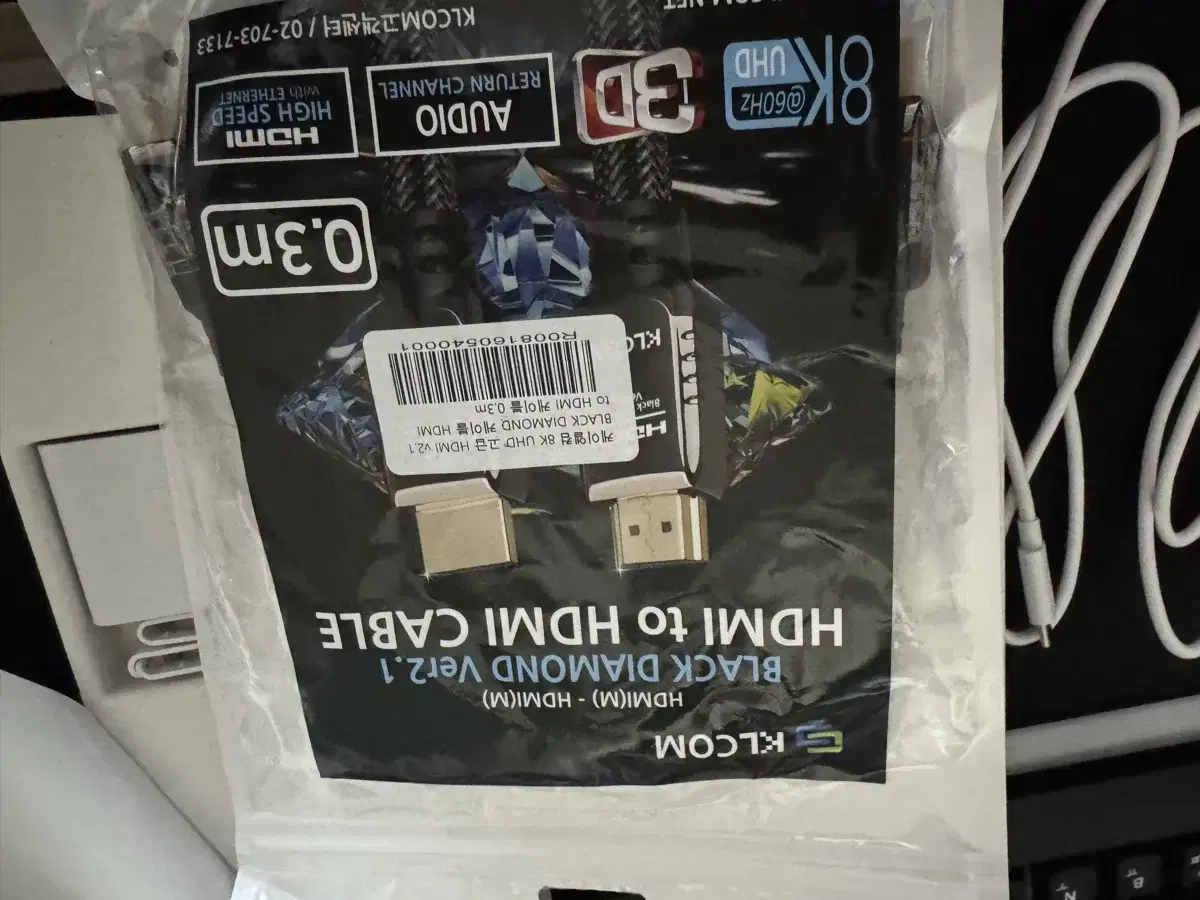 KLCOM
HDMI(M) - HDMI(M)
BLACK DIAMOND Ver2.1
HDMI to HDMI CABLE
케이엘컴 8K UHD 고급 HDMI v2.1
BLACK DIAMOND 케이블 HDMI
to HDMI 케이블 0.3m
R008160540001
HDMI
Black
KLC
0.3m
8K
@60Hz
UHD
3D
AUDIO
RETURN CHANNEL
HDMI
HIGH SPEED
with ETHERNET
KLCOM고객센터 / 02-703-7133